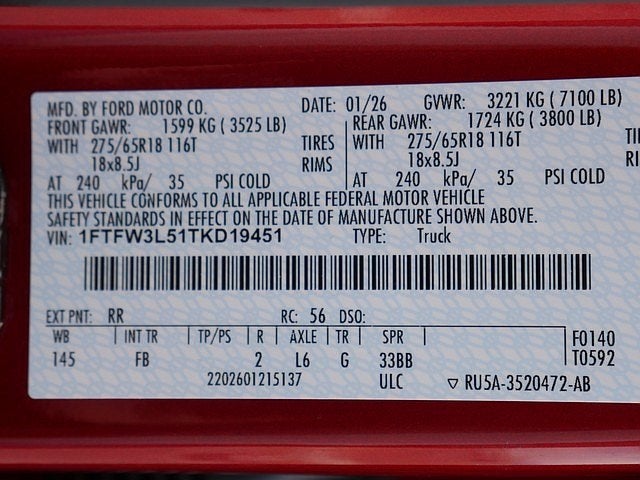 MFD. BY FORD MOTOR CO. DATE: 01/26 GVWR: 3221 KG ( 7100 LB)
FRONT GAWR: 1599 KG ( 3525 LB) REAR GAWR: 1724 KG ( 3800 LB)
WITH 275/65R18 116T TIRES WITH 275/65R18 116T TI
18x8.5J RIMS 18x8.5J RI
AT 240 kPa/ 35 PSI COLD AT 240 kPa/ 35 PSI COLD
THIS VEHICLE CONFORMS TO ALL APPLICABLE FEDERAL MOTOR VEHICLE
SAFETY STANDARDS IN EFFECT ON THE DATE OF MANUFACTURE SHOWN ABOVE.
VIN: 1FTFW3L51TKD19451 TYPE: Truck
EXT PNT: RR RC: 56 DSO:
WB INT TR TP/PS R AXLE TR SPR F0140
145 FB 2 L6 G 33BB T0592
2202601215137 ULC ▽ RU5A-3520472-AB